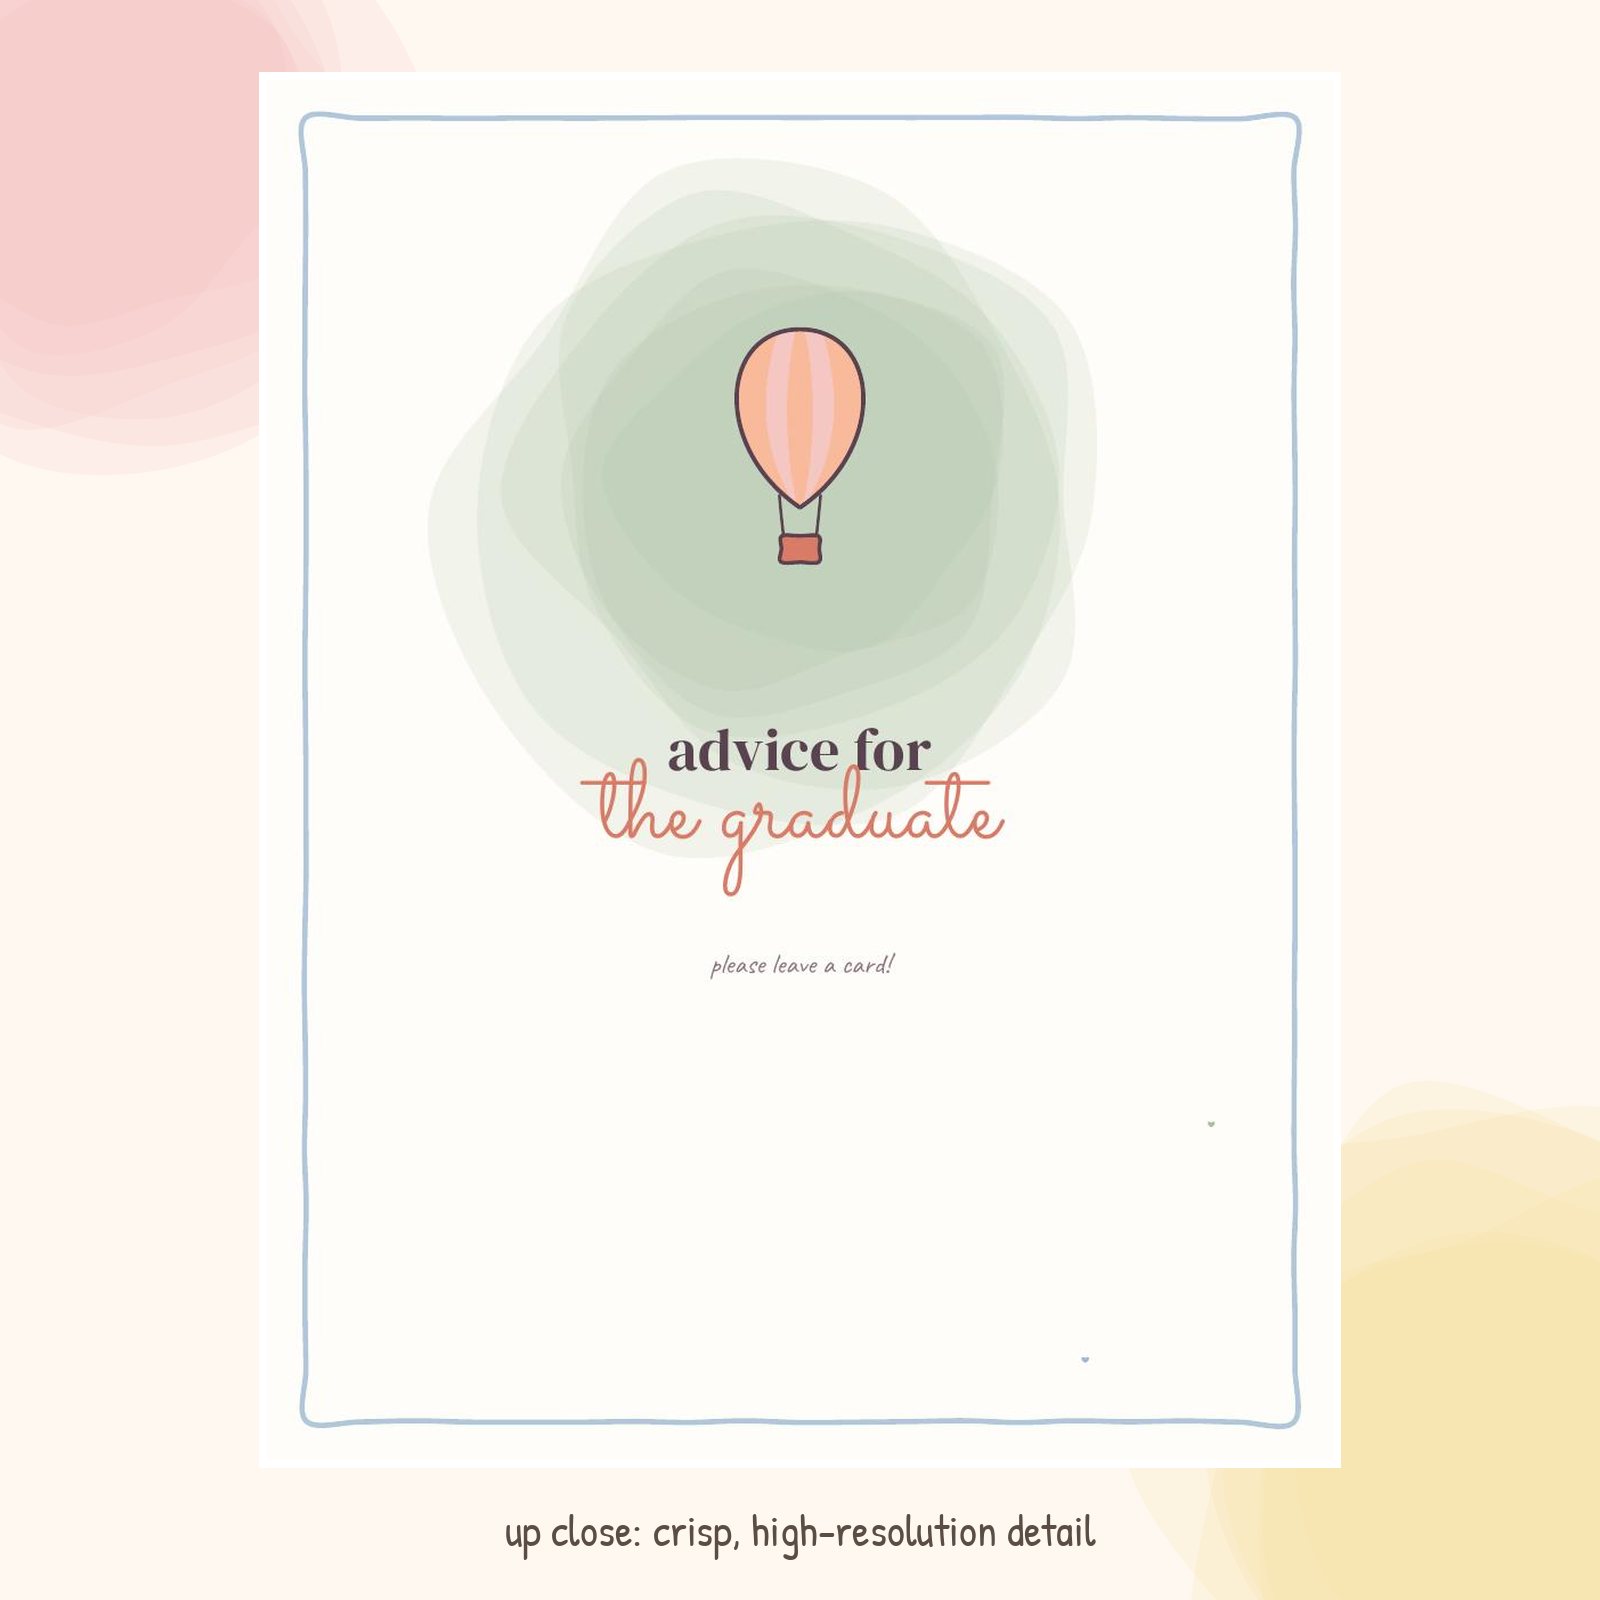 advice for
the graduate
please leave a card!
up close: crisp, high-resolution detail